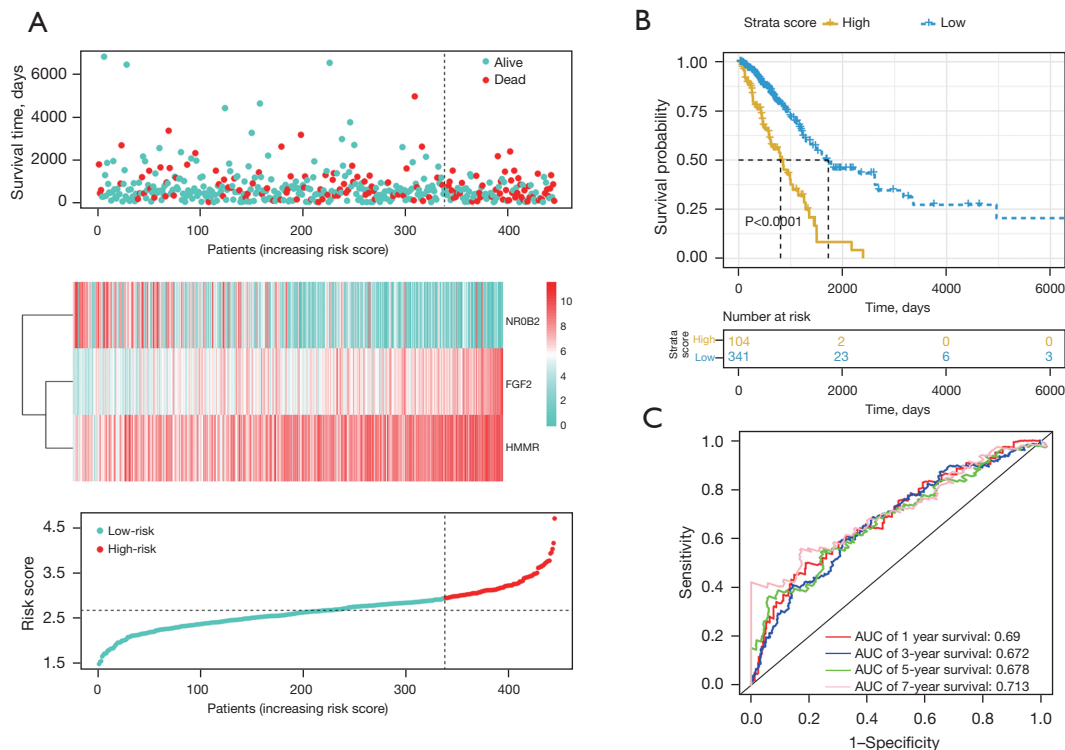 A
Survival time, days
6000
4000
2000
0
Alive
Dead
0 100 200 300 400
Patients (increasing risk score)
NR0B2
FGF2
HMMR
10
8
6
4
2
0
Risk score
4.5
3.5
2.5
1.5
Low-risk
High-risk
0 100 200 300 400
Patients (increasing risk score)
B
Strata score High Low
Survival probability
1.00
0.75
0.50
0.25
0.00
P<0.0001
0 2000 4000 6000
Time, days
Number at risk
Strata
score
High 104 2 0 0
Low 341 23 6 3
0 2000 4000 6000
Time, days
C
Sensitivity
1.0
0.8
0.6
0.4
0.2
0.0
AUC of 1 year survival: 0.69
AUC of 3-year survival: 0.672
AUC of 5-year survival: 0.678
AUC of 7-year survival: 0.713
0.0 0.2 0.4 0.6 0.8 1.0
1–Specificity